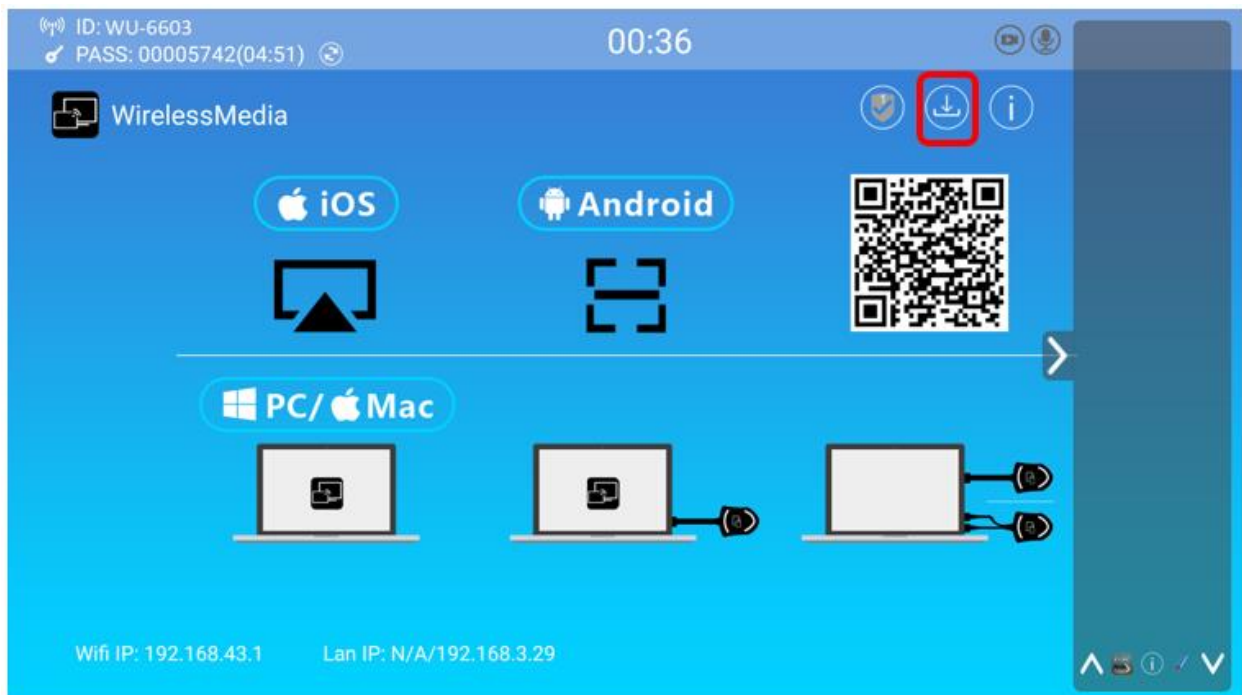 ID: WU-6603
PASS: 00005742(04:51)
00:36
WirelessMedia
iOS
Android
PC/ Mac
Wifi IP: 192.168.43.1
Lan IP: N/A/192.168.3.29